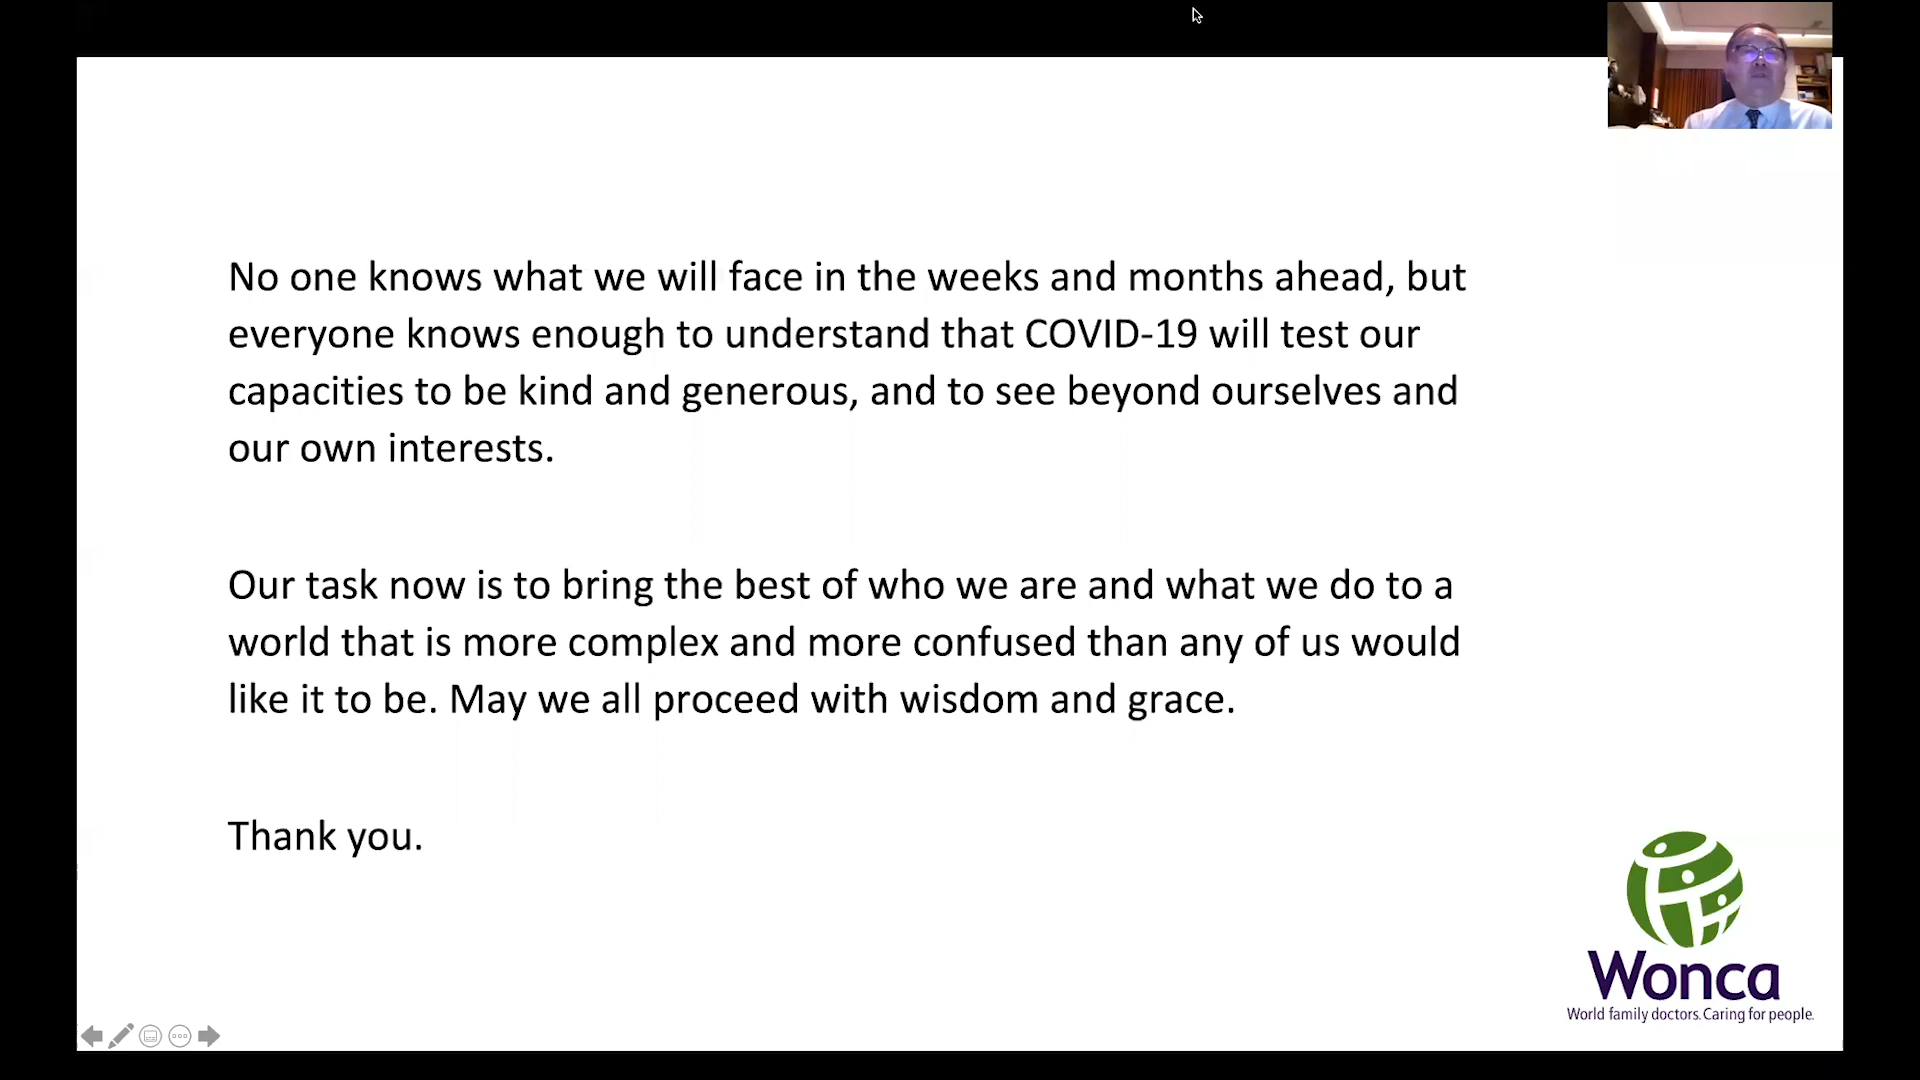 No one knows what we will face in the weeks and months ahead, but
everyone knows enough to understand that COVID-19 will test our
capacities to be kind and generous, and to see beyond ourselves and
our own interests.
Our task now is to bring the best of who we are and what we do to a
world that is more complex and more confused than any of us would
like it to be. May we all proceed with wisdom and grace.
Thank you.
Wonca
World family doctors. Caring for people.